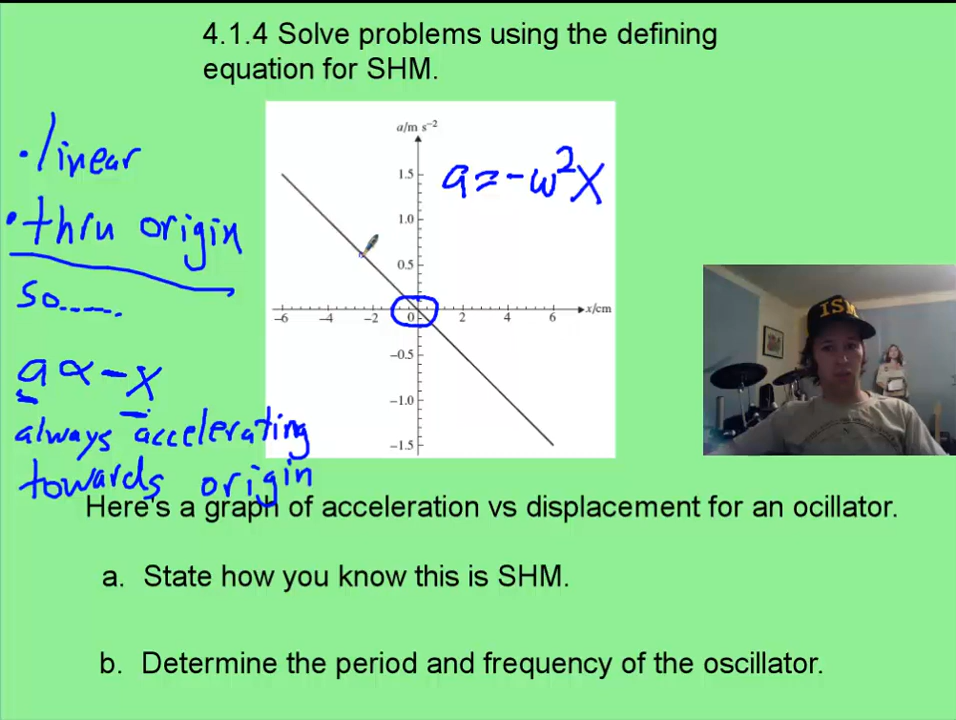 4.1.4 Solve problems using the defining
equation for SHM.
• linear
• thru origin
so......
a ∝ -x
always accelerating
towards origin
a/m s⁻²
a = -ω²x
1.5
1.0
0.5
-6 -4 -2 0 2 4 6 x/cm
-0.5
-1.0
-1.5
ISM
Here's a graph of acceleration vs displacement for an ocillator.
a. State how you know this is SHM.
b. Determine the period and frequency of the oscillator.